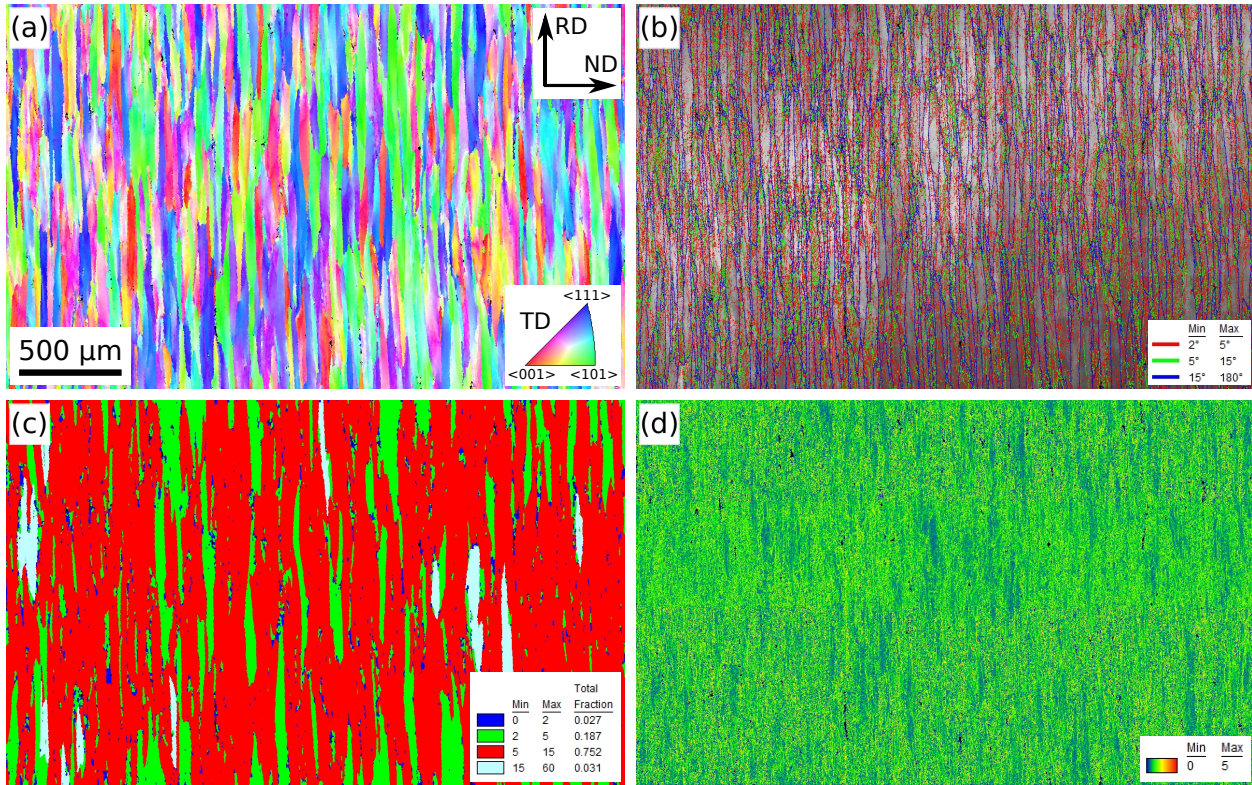 (a)
RD
ND
TD
<111>
<001> <101>
500 µm
(b)
Min Max
2° 5°
5° 15°
15° 180°
(c)
Total
Min Max Fraction
0 2 0.027
2 5 0.187
5 15 0.752
15 60 0.031
(d)
Min Max
0 5